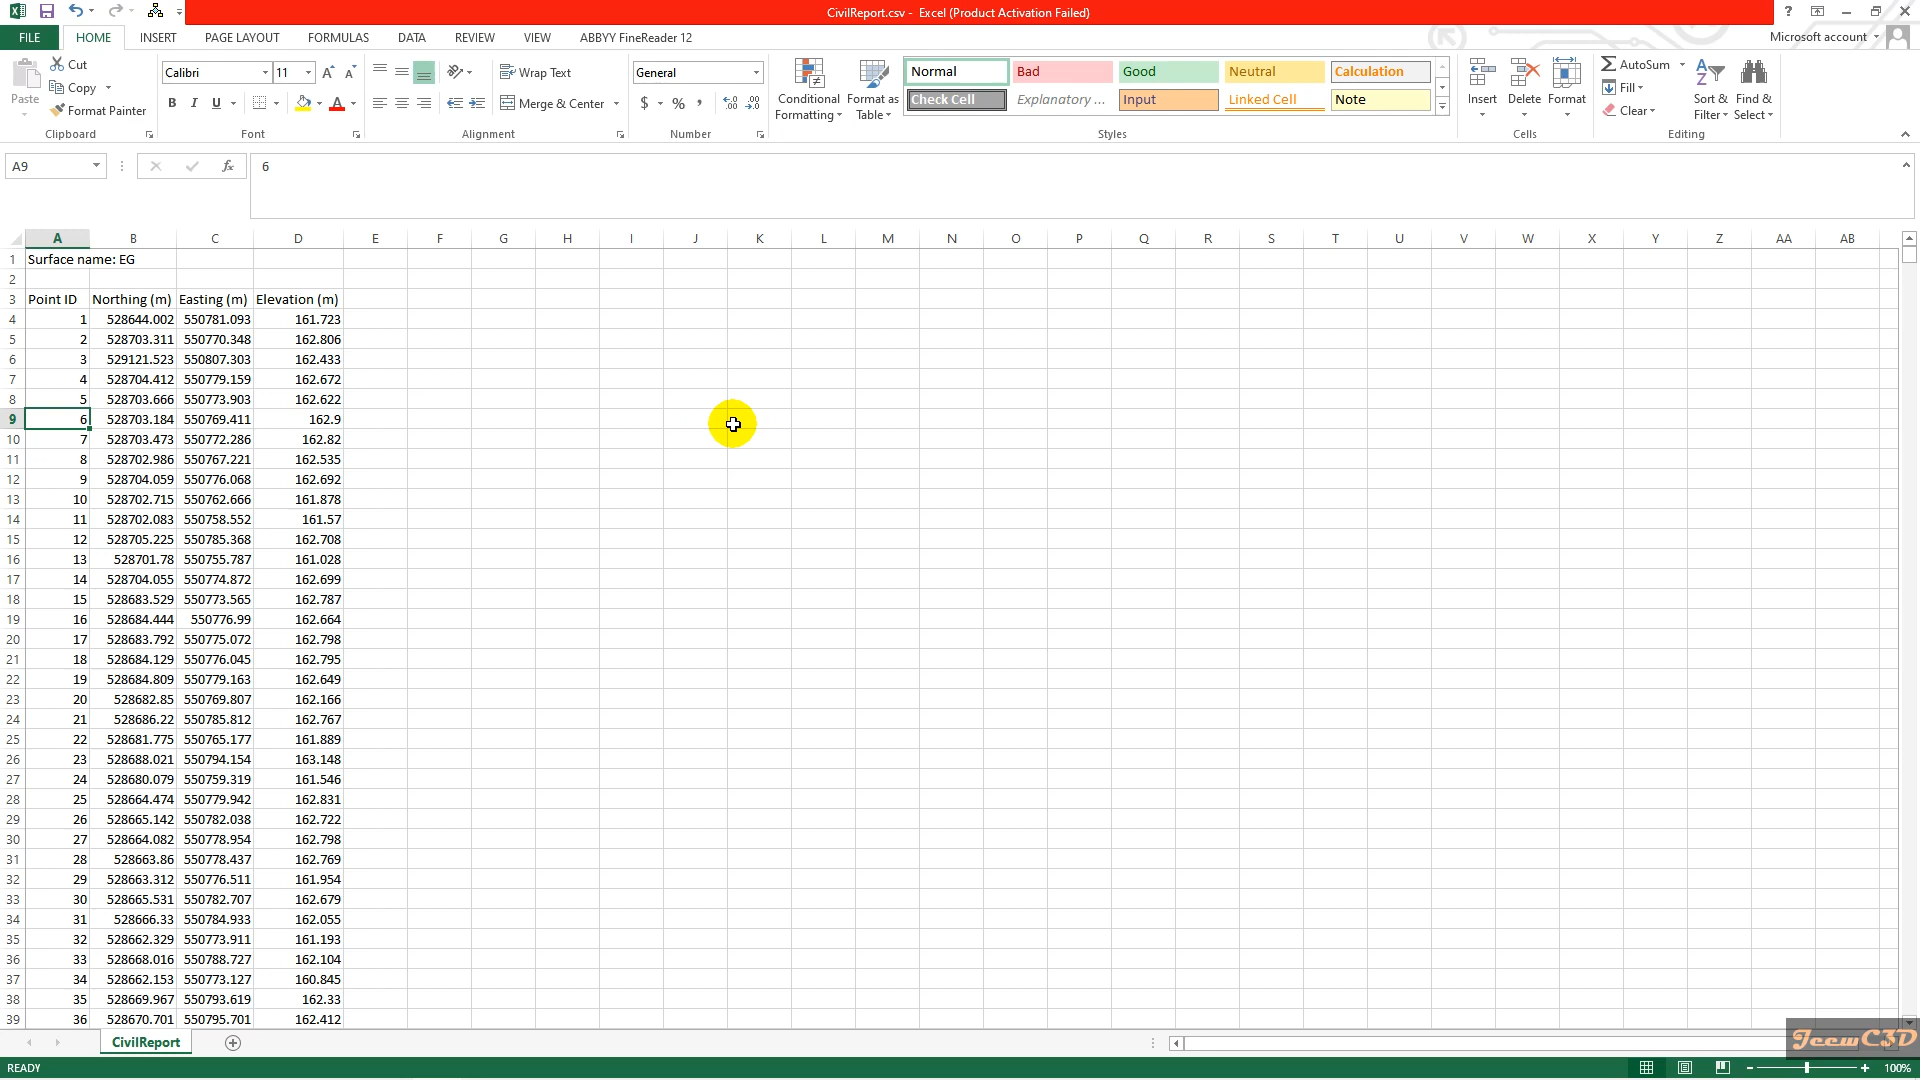 CivilReport.csv - Excel (Product Activation Failed)
FILE HOME INSERT PAGE LAYOUT FORMULAS DATA REVIEW VIEW ABBYY FineReader 12 Microsoft account
Paste
Cut
Copy
Format Painter
Clipboard
Calibri 11
B I U
Font
Wrap Text
Merge & Center
Alignment
General
$ % ,
Number
Conditional Formatting
Format as Table
Normal Bad Good Neutral Calculation
Check Cell Explanatory ... Input Linked Cell Note
Styles
Insert Delete Format
Cells
AutoSum
Fill
Clear
Sort & Filter
Find & Select
Editing
A9 fx 6
A B C D E F G H I J K L M N O P Q R S T U V W X Y Z AA AB
1 Surface name: EG
2
3 Point ID Northing (m) Easting (m) Elevation (m)
4 1 528644.002 550781.093 161.723
5 2 528703.311 550770.348 162.806
6 3 529121.523 550807.303 162.433
7 4 528704.412 550779.159 162.672
8 5 528703.666 550773.903 162.622
9 6 528703.184 550769.411 162.9
10 7 528703.473 550772.286 162.82
11 8 528702.986 550767.221 162.535
12 9 528704.059 550776.068 162.692
13 10 528702.715 550762.666 161.878
14 11 528702.083 550758.552 161.57
15 12 528705.225 550785.368 162.708
16 13 528701.78 550755.787 161.028
17 14 528704.055 550774.872 162.699
18 15 528683.529 550773.565 162.787
19 16 528684.444 550776.99 162.664
20 17 528683.792 550775.072 162.798
21 18 528684.129 550776.045 162.795
22 19 528684.809 550779.163 162.649
23 20 528682.85 550769.807 162.166
24 21 528686.22 550785.812 162.767
25 22 528681.775 550765.177 161.889
26 23 528688.021 550794.154 163.148
27 24 528680.079 550759.319 161.546
28 25 528664.474 550779.942 162.831
29 26 528665.142 550782.038 162.722
30 27 528664.082 550778.954 162.798
31 28 528663.86 550778.437 162.769
32 29 528663.312 550776.511 161.954
33 30 528665.531 550782.707 162.679
34 31 528666.33 550784.933 162.055
35 32 528662.329 550773.911 161.193
36 33 528668.016 550788.727 162.104
37 34 528662.153 550773.127 160.845
38 35 528669.967 550793.619 162.33
39 36 528670.701 550795.701 162.412
CivilReport
JeewC3D
READY 100%